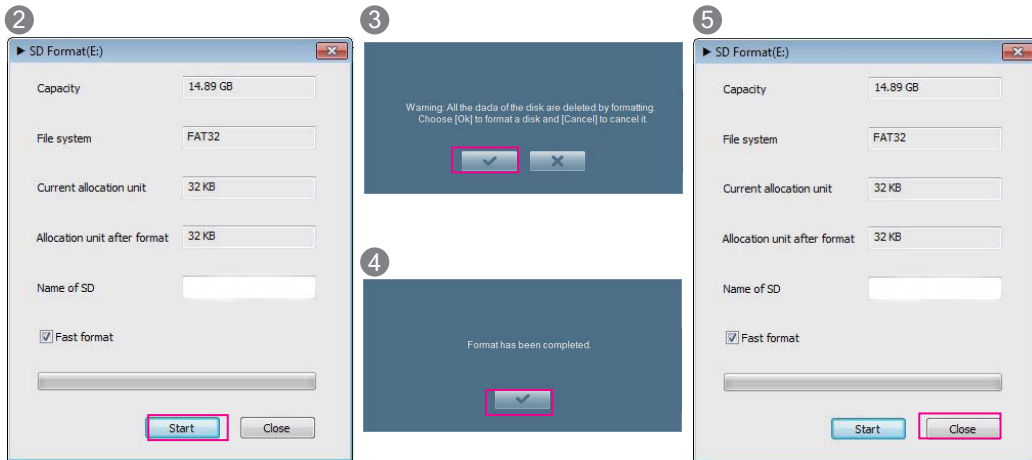 2
▶ SD Format(E:)
Capacity 14.89 GB
File system FAT32
Current allocation unit 32 KB
Allocation unit after format 32 KB
Name of SD
Fast format
Start Close
3
Warning: All the dada of the disk are deleted by formatting.
Choose [Ok] to format a disk and [Cancel] to cancel it
4
Format has been completed.
5
▶ SD Format(E:)
Capacity 14.89 GB
File system FAT32
Current allocation unit 32 KB
Allocation unit after format 32 KB
Name of SD
Fast format
Start Close